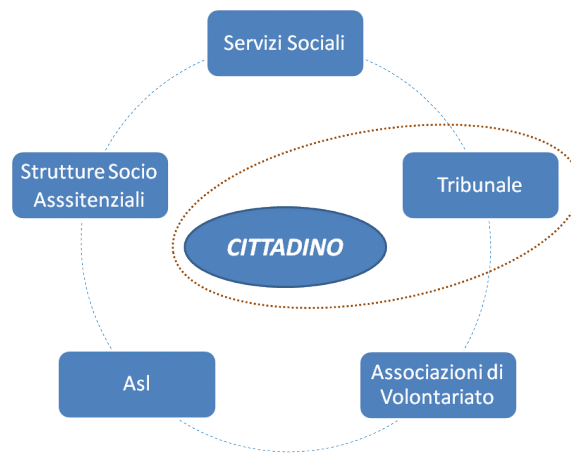 Servizi Sociali
Strutture Socio
Asssitenziali
Tribunale
CITTADINO
Asl
Associazioni di
Volontariato